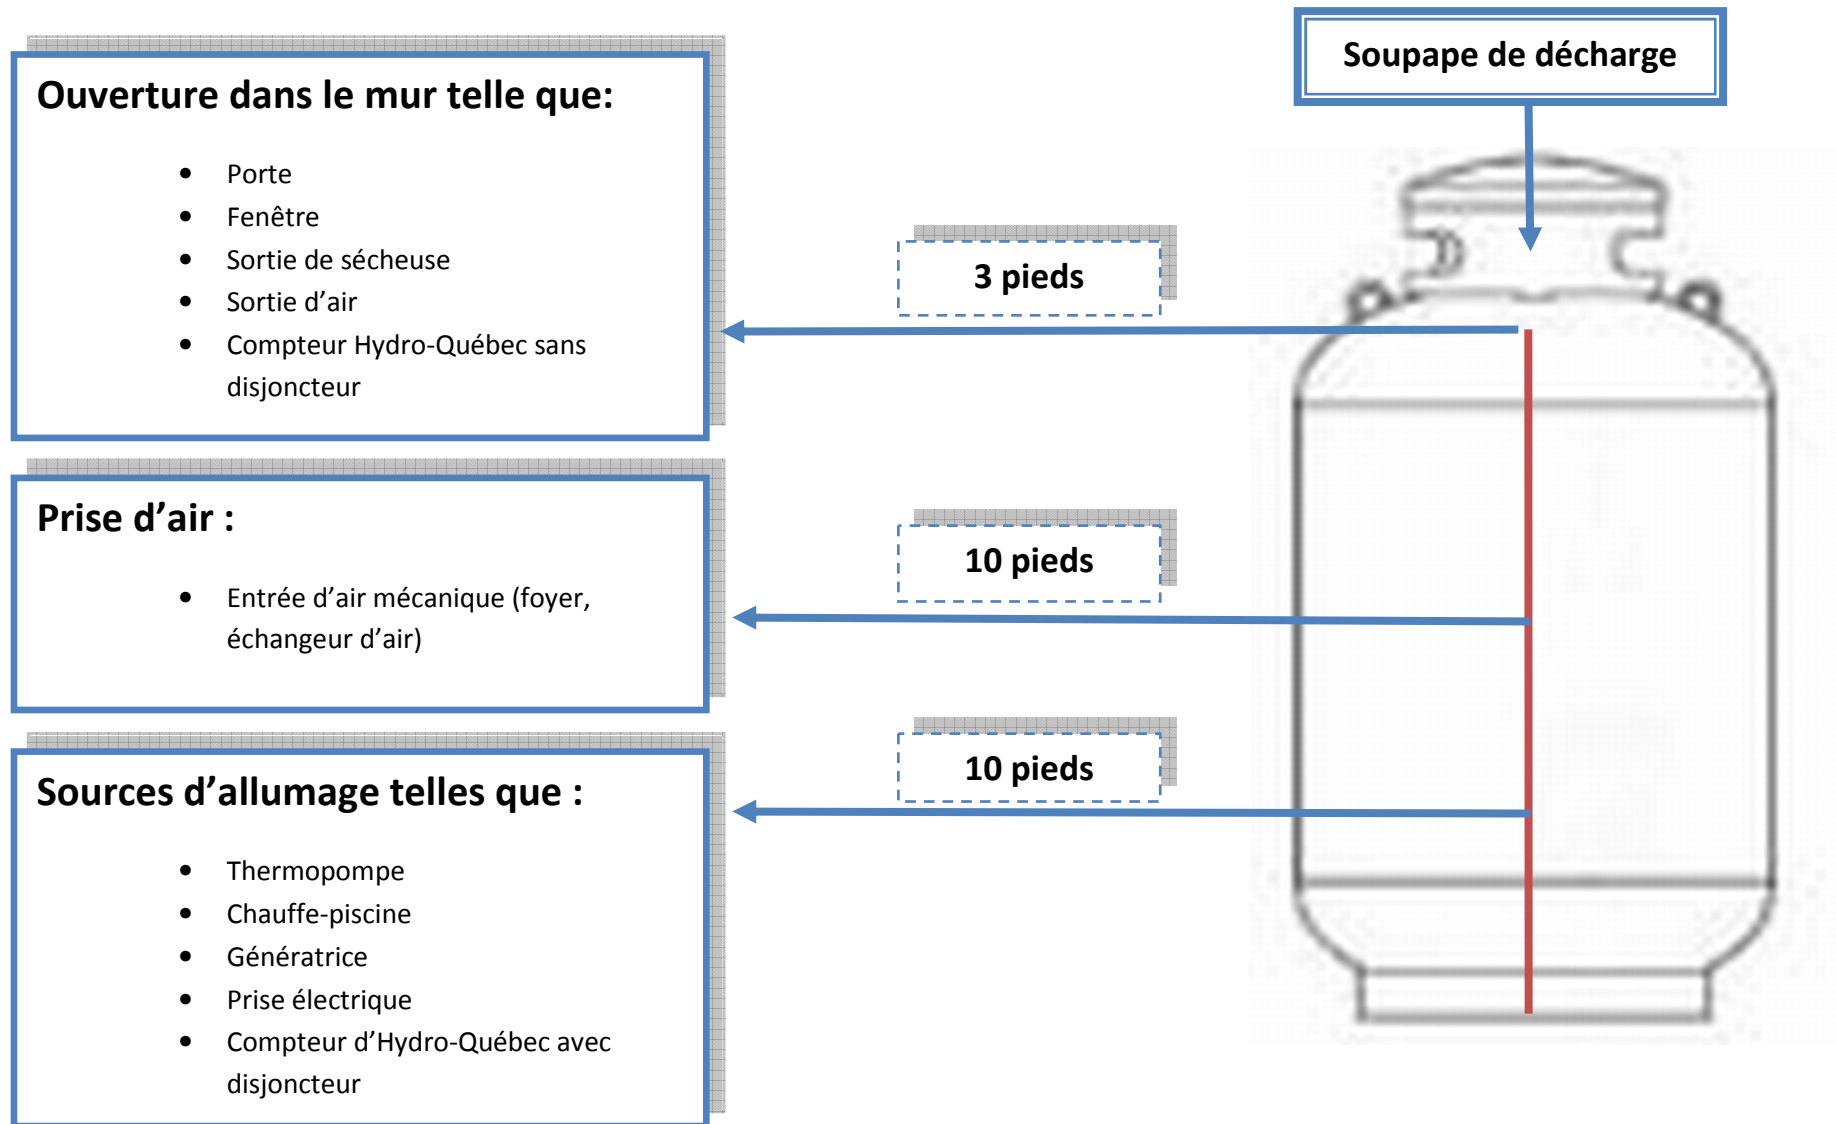 Soupape de décharge
Ouverture dans le mur telle que:
• Porte
• Fenêtre
• Sortie de sécheuse
• Sortie d’air
• Compteur Hydro-Québec sans
disjoncteur
3 pieds
Prise d’air :
• Entrée d’air mécanique (foyer,
échangeur d’air)
10 pieds
Sources d’allumage telles que :
• Thermopompe
• Chauffe-piscine
• Génératrice
• Prise électrique
• Compteur d’Hydro-Québec avec
disjoncteur
10 pieds